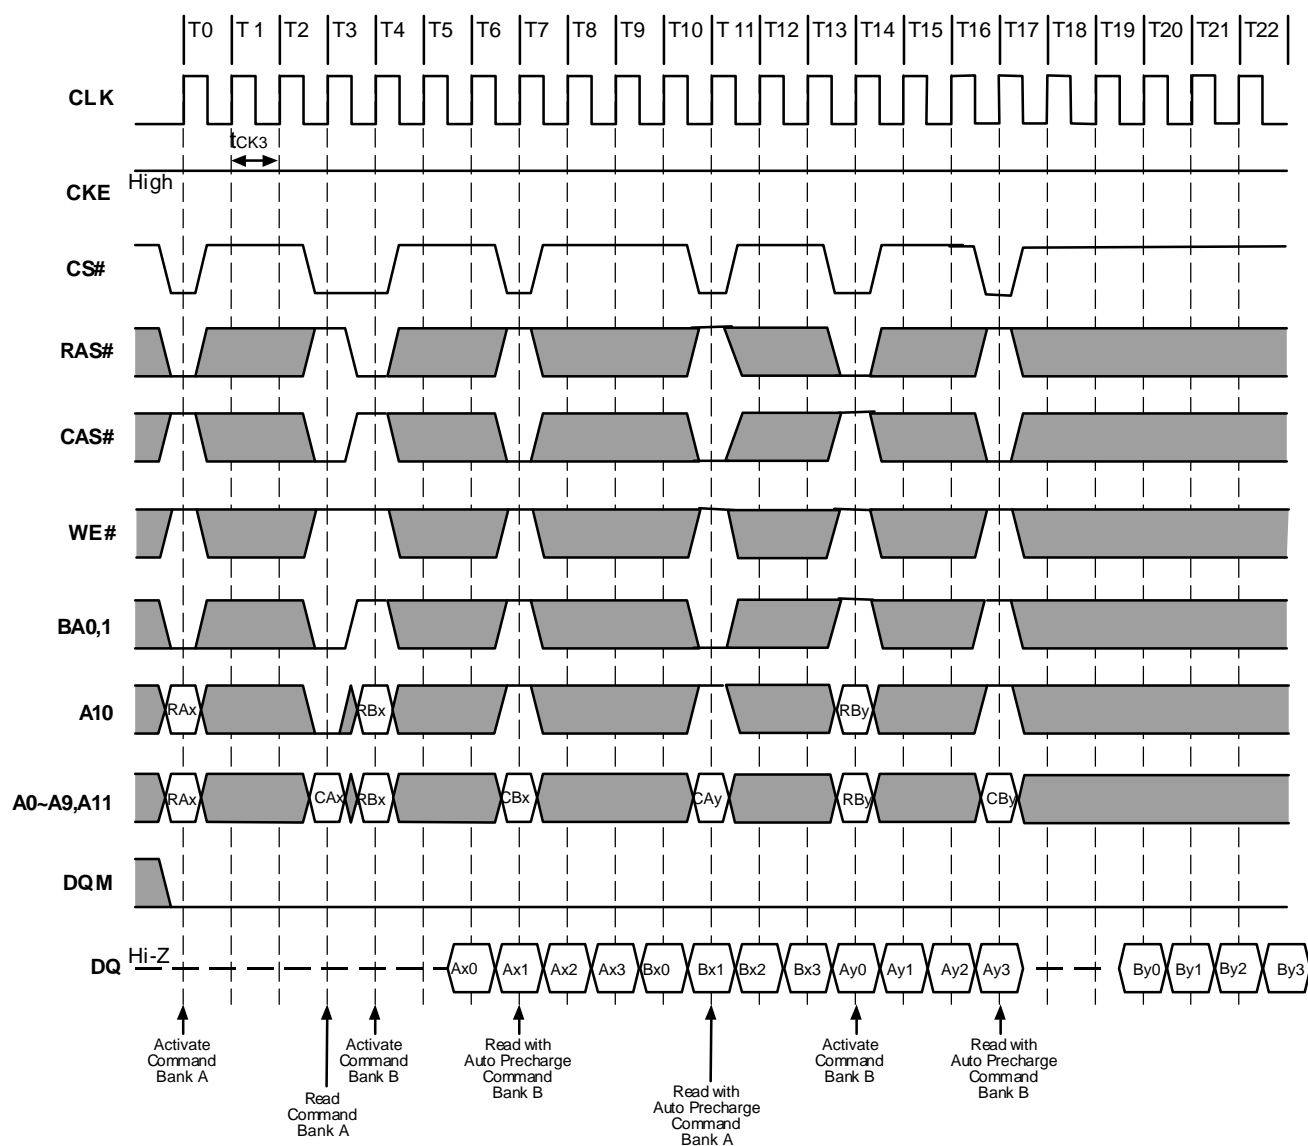 T0 T 1 T2 T3 T4 T5 T6 T7 T8 T9 T10 T 11 T12 T13 T14 T15 T16 T17 T18 T19 T20 T21 T22
CLK
tCK3
High
CKE
CS#
RAS#
CAS#
WE#
BA0,1
A10 RAx RBx RBy
A0~A9,A11 RAx CAx RBx CBx CAy RBy CBy
DQM
Hi-Z
DQ Ax0 Ax1 Ax2 Ax3 Bx0 Bx1 Bx2 Bx3 Ay0 Ay1 Ay2 Ay3 By0 By1 By2 By3
Activate
Command
Bank A
Read
Command
Bank A
Activate
Command
Bank B
Read with
Auto Precharge
Command
Bank B
Read with
Auto Precharge
Command
Bank A
Activate
Command
Bank B
Read with
Auto Precharge
Command
Bank B